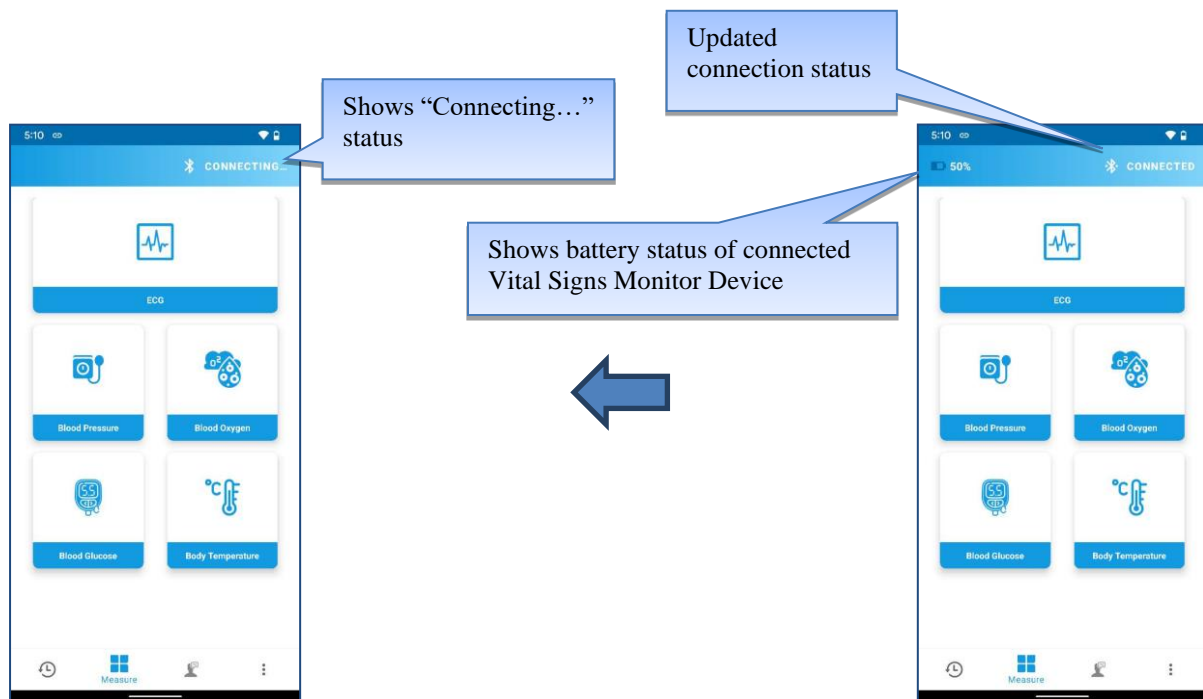 Updated
connection status
Shows “Connecting…”
status
5:10
CONNECTING...
ECG
Blood Pressure
Blood Oxygen
Blood Glucose
Body Temperature
Measure
Shows battery status of connected
Vital Signs Monitor Device
5:10
50%
CONNECTED
ECG
Blood Pressure
Blood Oxygen
Blood Glucose
Body Temperature
Measure